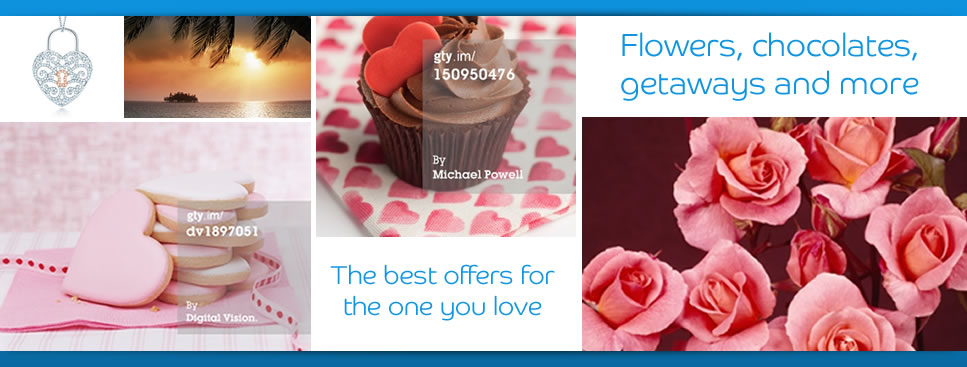 gty.im/
150950476
By
Michael Powell
Flowers, chocolates,
getaways and more
gty.im/
dv1897051
By
Digital Vision.
The best offers for
the one you love